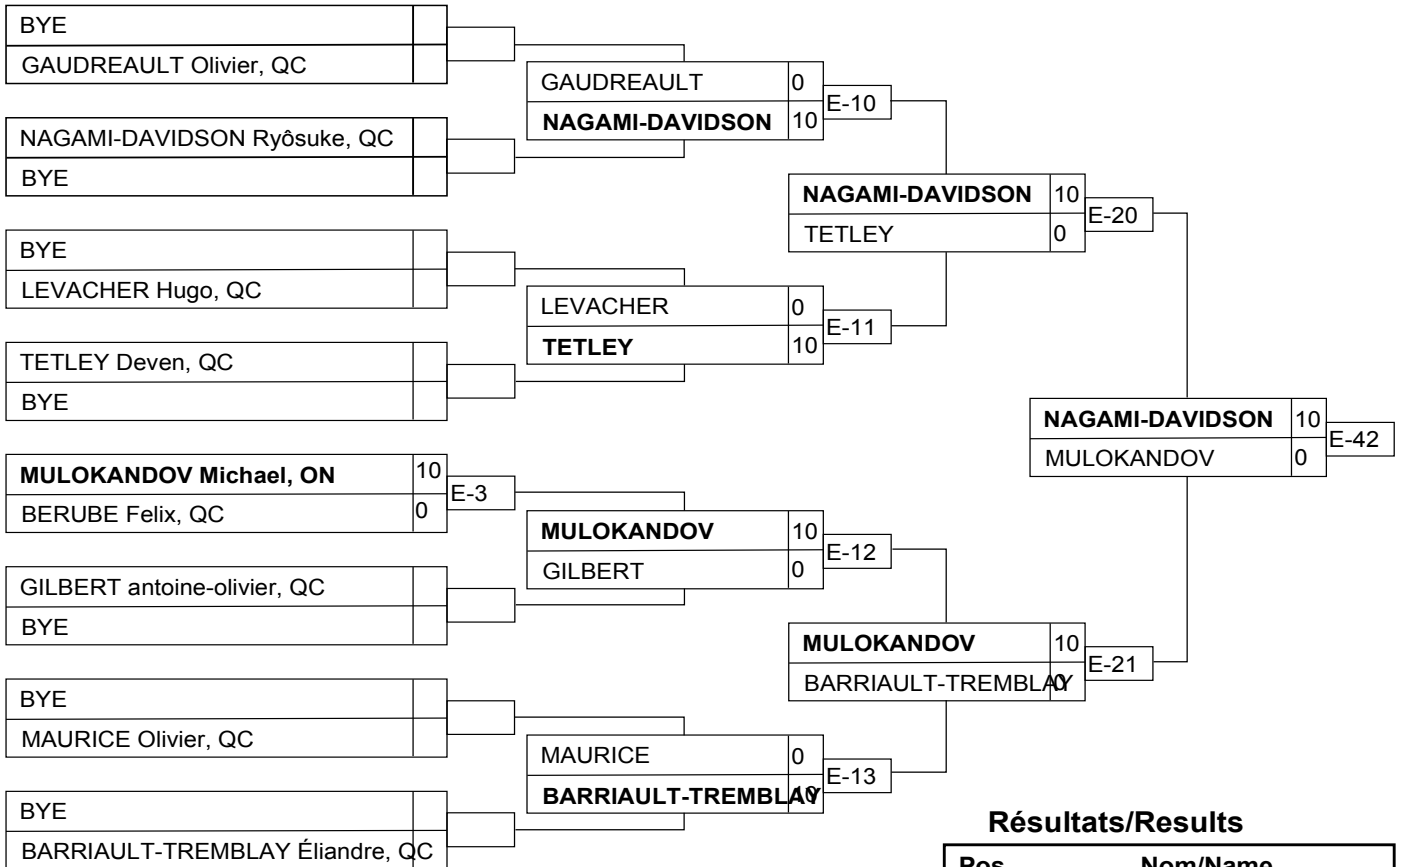 BYE
GAUDREAULT Olivier, QC
NAGAMI-DAVIDSON Ryôsuke, QC
BYE
BYE
LEVACHER Hugo, QC
TETLEY Deven, QC
BYE
MULOKANDOV Michael, ON 10
BERUBE Felix, QC 0
E-3
GILBERT antoine-olivier, QC
BYE
BYE
MAURICE Olivier, QC
BYE
BARRIAULT-TREMBLAY Éliandre, QC
GAUDREAULT 0
NAGAMI-DAVIDSON 10
E-10
LEVACHER 0
TETLEY 10
E-11
MULOKANDOV 10
GILBERT 0
E-12
MAURICE 0
BARRIAULT-TREMBLAY 10
E-13
NAGAMI-DAVIDSON 10
TETLEY 0
E-20
MULOKANDOV 10
BARRIAULT-TREMBLAY 0
E-21
NAGAMI-DAVIDSON 10
MULOKANDOV 0
E-42
Résultats/Results
Pos Nom/Name